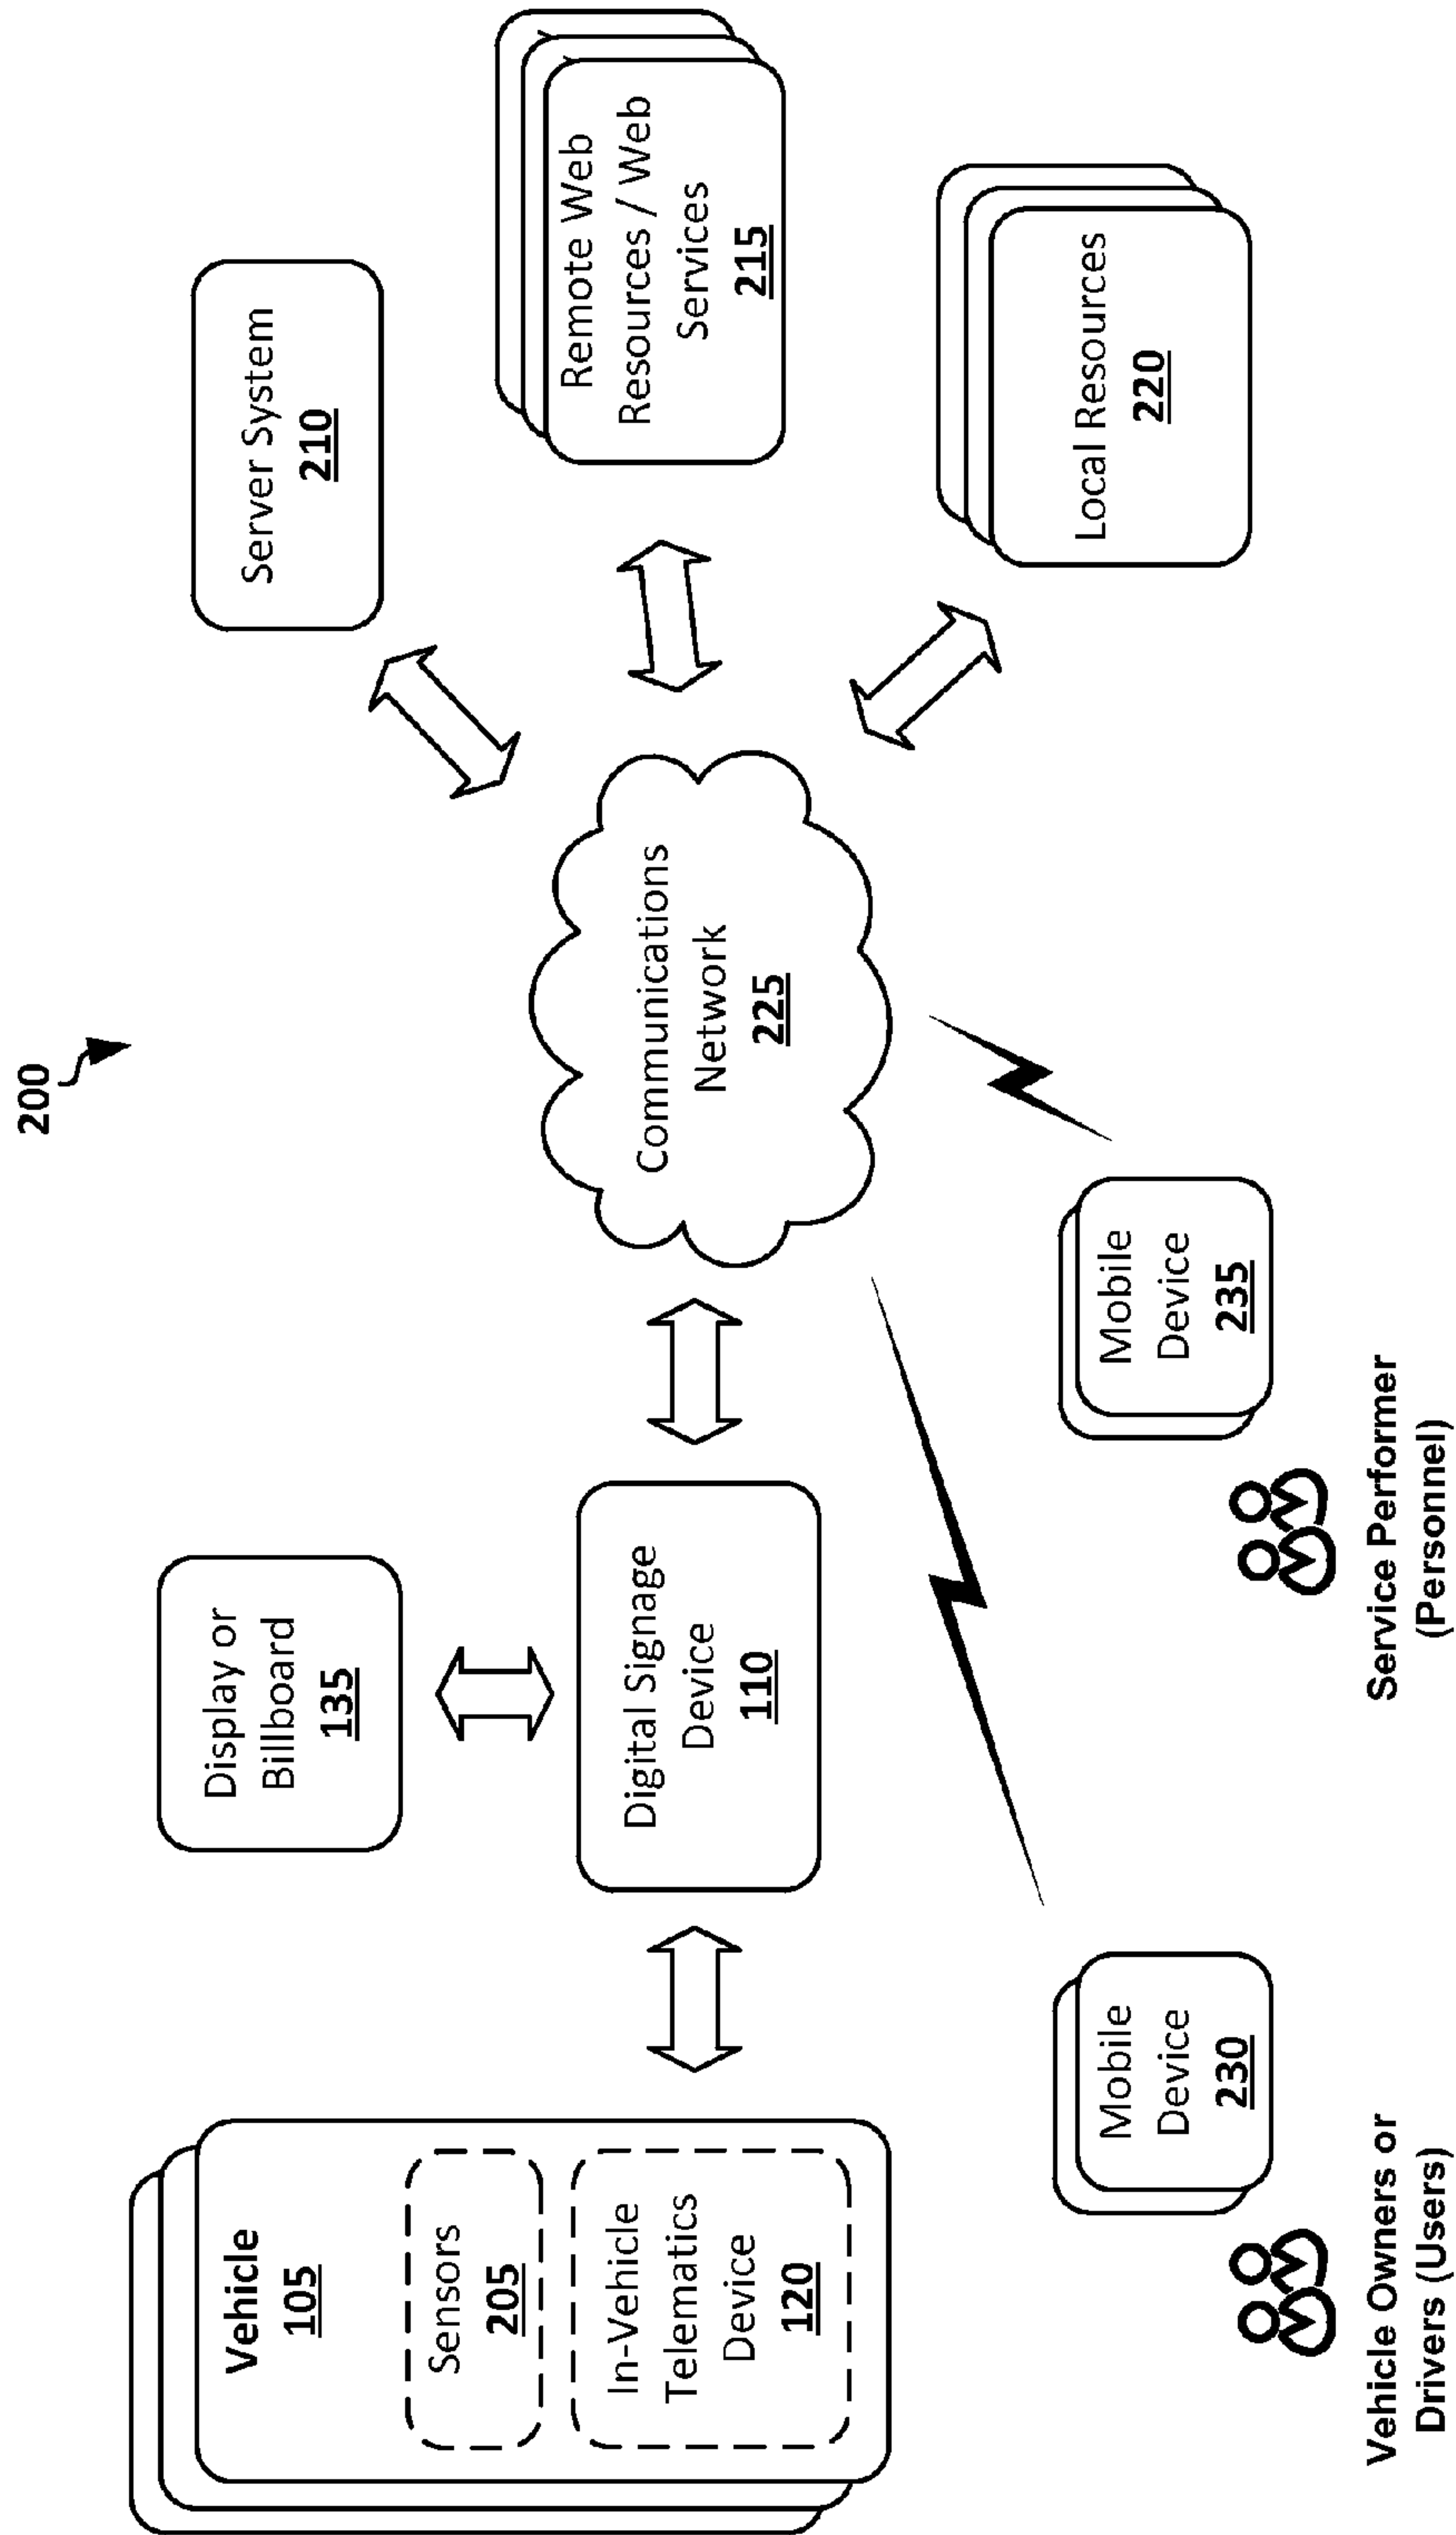 200
Vehicle
105
Sensors
205
In-Vehicle
Telematics
Device
120
Display or
Billboard
135
Digital Signage
Device
110
Communications
Network
225
Server System
210
Remote Web
Resources / Web
Services
215
Local Resources
220
Mobile
Device
230
Vehicle Owners or
Drivers (Users)
Mobile
Device
235
Service Performer
(Personnel)